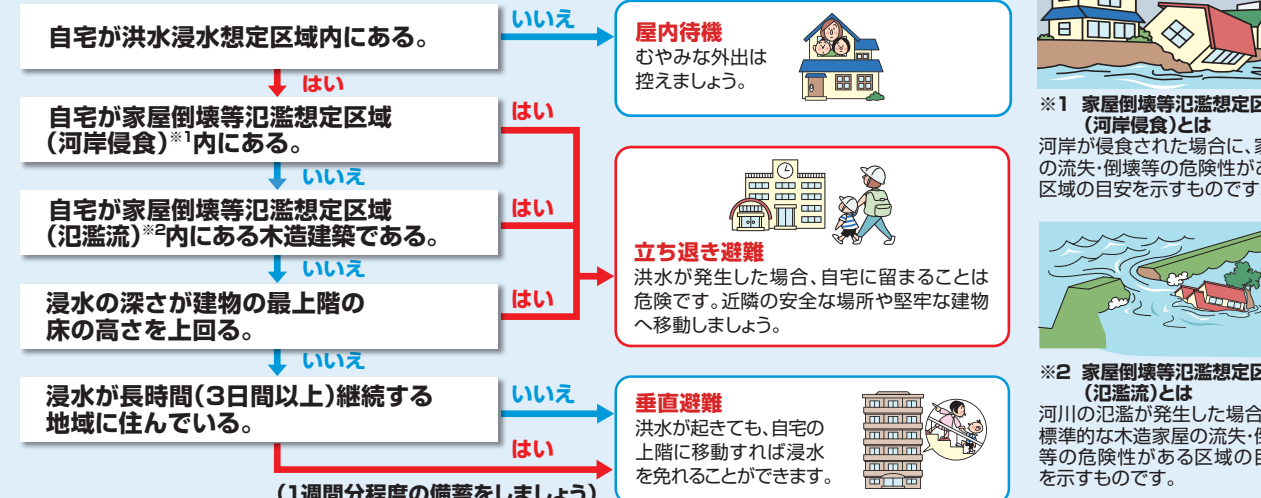 自宅が洪水浸水想定区域内にある。
いいえ
屋内待機
むやみな外出は
控えましょう。
はい
自宅が家屋倒壊等氾濫想定区域
(河岸侵食)※1内にある。
はい
いいえ
自宅が家屋倒壊等氾濫想定区域
(氾濫流)※2内にある木造建築である。
はい
いいえ
浸水の深さが建物の最上階の
床の高さを上回る。
はい
立ち退き避難
洪水が発生した場合、自宅に留まることは
危険です。近隣の安全な場所や堅牢な建物
へ移動しましょう。
いいえ
浸水が長時間(3日間以上)継続する
地域に住んでいる。
いいえ
はい
(1週間分程度の備蓄をしましょう)
垂直避難
洪水が起きても、自宅の
上階に移動すれば浸水
を免れることができます。
※1 家屋倒壊等氾濫想定区
(河岸侵食)とは
河岸が侵食された場合に、家
の流失・倒壊等の危険性があ
区域の目安を示すものです
※2 家屋倒壊等氾濫想定区
(氾濫流)とは
河川の氾濫が発生した場合
標準的な木造家屋の流失・倒
等の危険性がある区域の目
を示すものです。